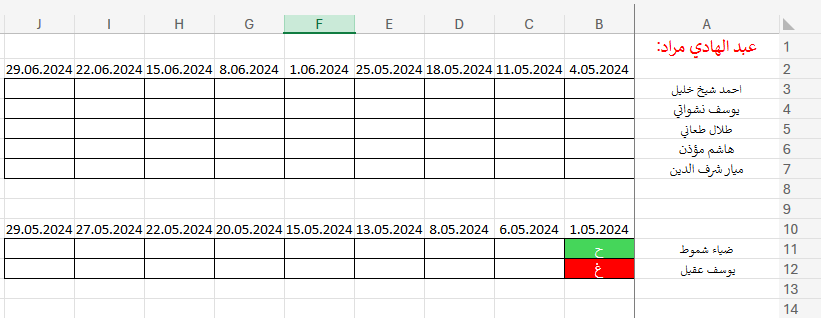 A B C D E F G H I J
1 عبد الهادي مراد:
2 4.05.2024 11.05.2024 18.05.2024 25.05.2024 1.06.2024 8.06.2024 15.06.2024 22.06.2024 29.06.2024
3 احمد شيخ خليل
4 يوسف نشواتي
5 طلال طعاني
6 هاشم مؤذن
7 ميار شرف الدين
8
9
10 1.05.2024 6.05.2024 8.05.2024 13.05.2024 15.05.2024 20.05.2024 22.05.2024 27.05.2024 29.05.2024
11 ضياء شموط ح
12 يوسف عقيل غ
13
14